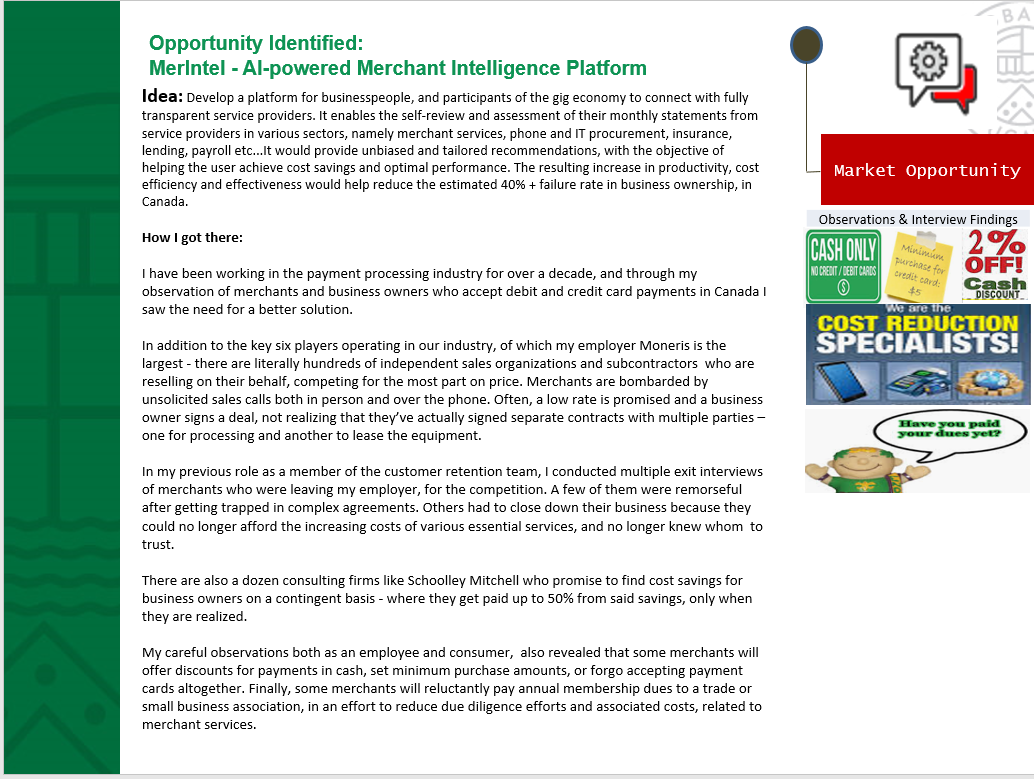 Opportunity Identified:
MerIntel - AI-powered Merchant Intelligence Platform
Idea: Develop a platform for businesspeople, and participants of the gig economy to connect with fully
transparent service providers. It enables the self-review and assessment of their monthly statements from
service providers in various sectors, namely merchant services, phone and IT procurement, insurance,
lending, payroll etc...It would provide unbiased and tailored recommendations, with the objective of
helping the user achieve cost savings and optimal performance. The resulting increase in productivity, cost
efficiency and effectiveness would help reduce the estimated 40% + failure rate in business ownership, in
Canada.
How I got there:
I have been working in the payment processing industry for over a decade, and through my
observation of merchants and business owners who accept debit and credit card payments in Canada I
saw the need for a better solution.
In addition to the key six players operating in our industry, of which my employer Moneris is the
largest - there are literally hundreds of independent sales organizations and subcontractors  who are
reselling on their behalf, competing for the most part on price. Merchants are bombarded by
unsolicited sales calls both in person and over the phone. Often, a low rate is promised and a business
owner signs a deal, not realizing that they've actually signed separate contracts with multiple parties –
one for processing and another to lease the equipment.
In my previous role as a member of the customer retention team, I conducted multiple exit interviews
of merchants who were leaving my employer, for the competition. A few of them were remorseful
after getting trapped in complex agreements. Others had to close down their business because they
could no longer afford the increasing costs of various essential services, and no longer knew whom  to
trust.
There are also a dozen consulting firms like Schoolley Mitchell who promise to find cost savings for
business owners on a contingent basis - where they get paid up to 50% from said savings, only when
they are realized.
My careful observations both as an employee and consumer,  also revealed that some merchants will
offer discounts for payments in cash, set minimum purchase amounts, or forgo accepting payment
cards altogether. Finally, some merchants will reluctantly pay annual membership dues to a trade or
small business association, in an effort to reduce due diligence efforts and associated costs, related to
merchant services.
Market Opportunity
Observations & Interview Findings
CASH ONLY
NO CREDIT / DEBIT CARDS
$
Minimum
purchase for
credit card:
$5
2%
OFF!
Cash
DISCOUNT
We are the
COST REDUCTION
SPECIALISTS!
Have you paid
your dues yet?